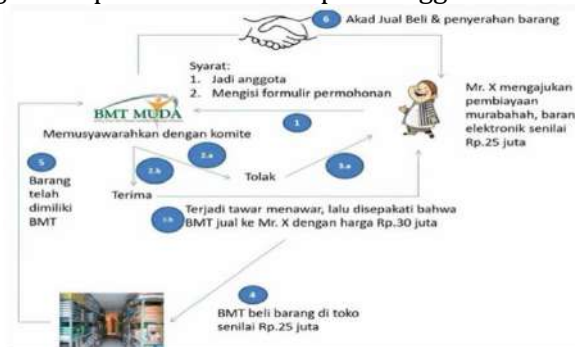 6 Akad Jual Beli & penyerahan barang
Syarat:
1. Jadi anggota
2. Mengisi formulir permohonan
BMT MUDA
Memusyawarahkan dengan komite
1
Mr. X mengajukan
pembiayaan
murabahah, baran
elektronik senilai
Rp.25 juta
2.a
2.b
Tolak
3.a
Terima
5
Barang
telah
dimiliki
BMT
Terjadi tawar menawar, lalu disepakati bahwa
BMT jual ke Mr. X dengan harga Rp.30 juta
4
BMT beli barang di toko
senilai Rp.25 juta